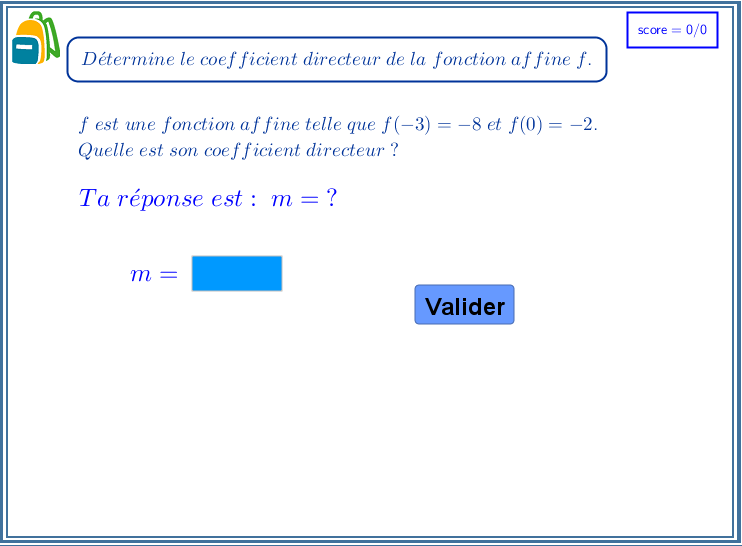 score = 0/0
Détermine le coefficient directeur de la fonction affine f.
f est une fonction affine telle que f(−3) = −8 et f(0) = −2.
Quelle est son coefficient directeur ?
Ta réponse est : m = ?
m =
Valider